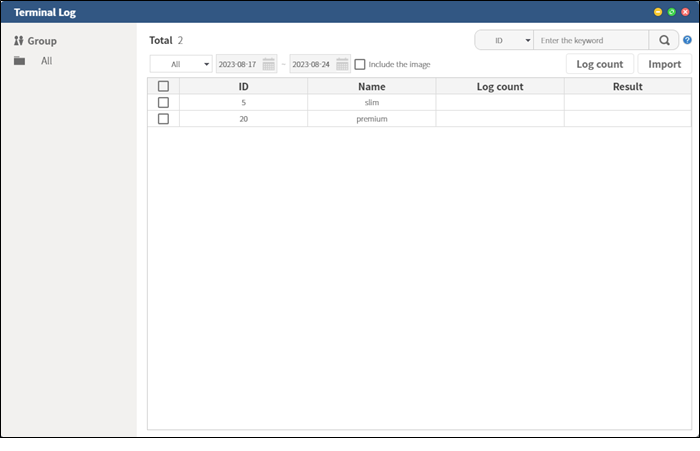 Terminal Log
Group
All
Total 2
ID Enter the keyword ?
All 2023-08-17 ~ 2023-08-24 Include the image Log count Import
ID Name Log count Result
5 slim
20 premium